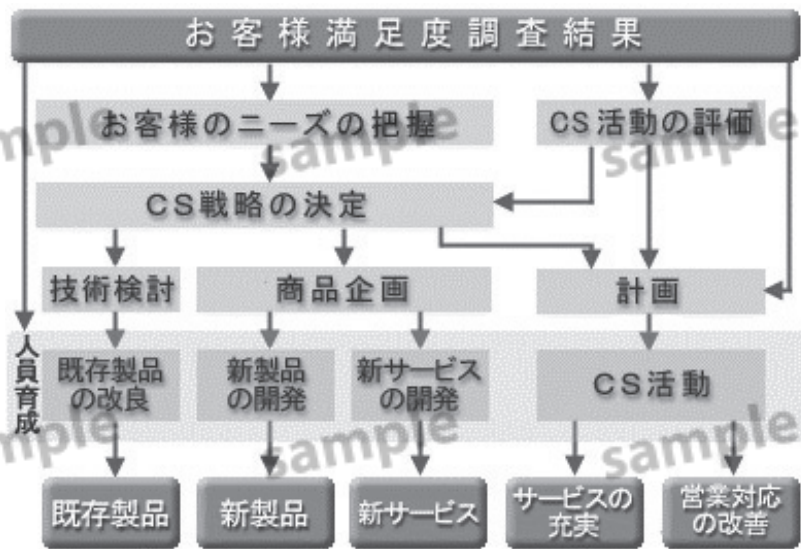 お客様満足度調査結果
お客様のニーズの把握
CS活動の評価
CS戦略の決定
技術検討
商品企画
計画
人員育成
既存製品
の改良
新製品
の開発
新サービス
の開発
CS活動
既存製品
新製品
新サービス
サービスの
充実
営業対応
の改善
sample
sample
sample
sample
sample
sample